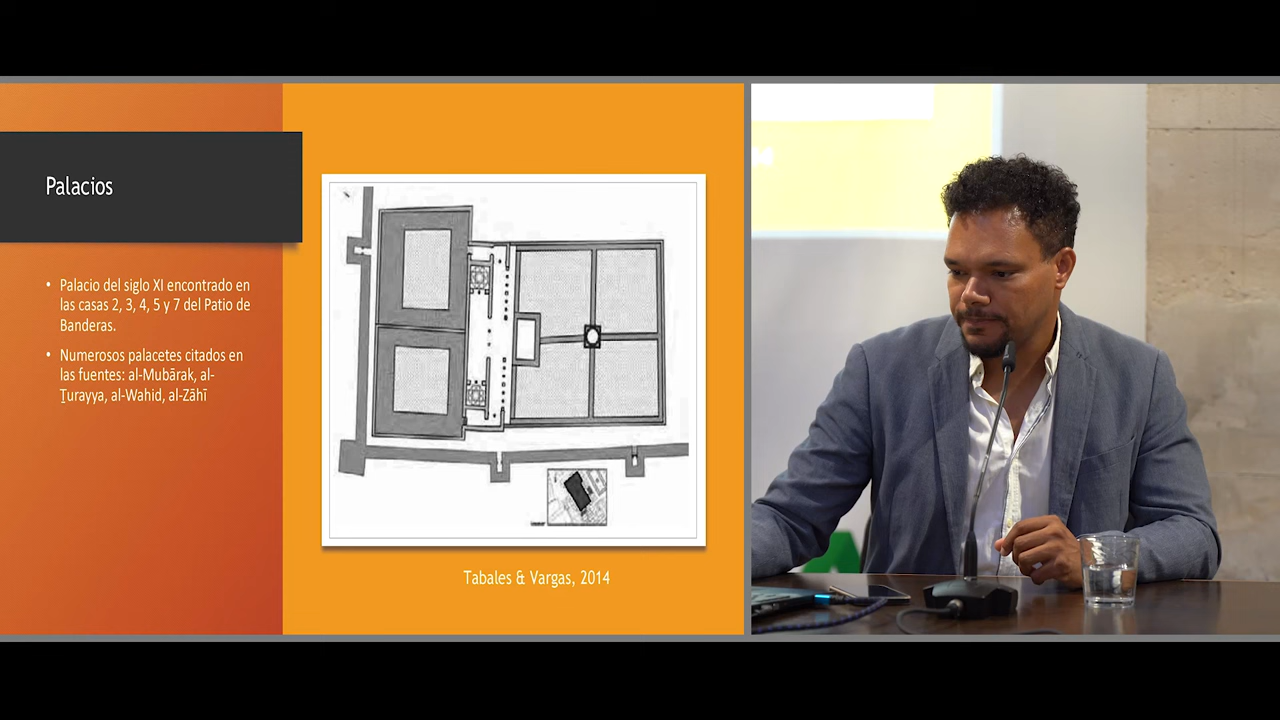 Palacios
• Palacio del siglo XI encontrado en
las casas 2, 3, 4, 5 y 7 del Patio de
Banderas.
• Numerosos palacetes citados en
las fuentes: al-Mubārak, al-
Ṯurayya, al-Wahid, al-Zāhī
Tabales & Vargas, 2014